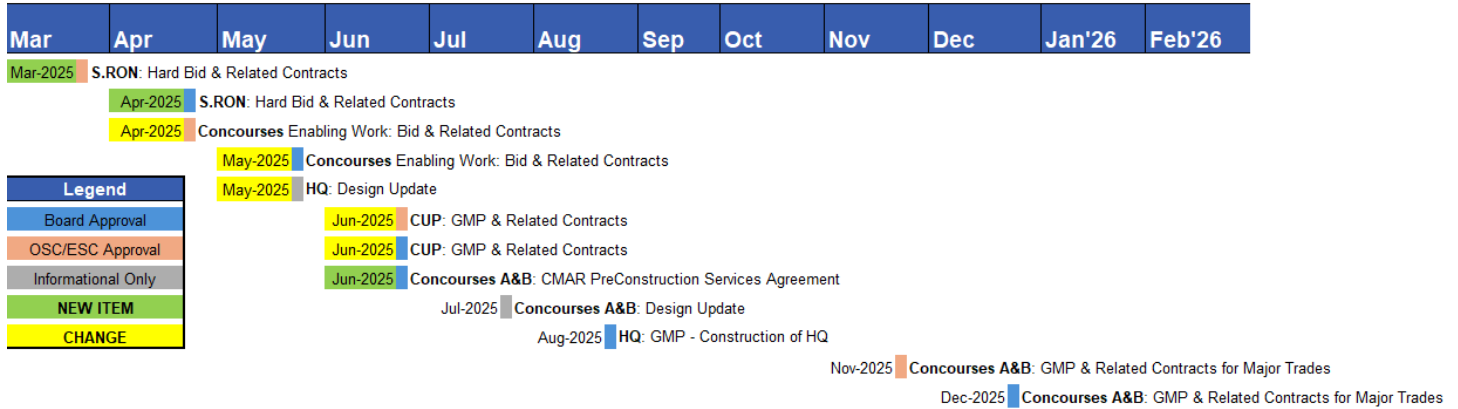 Mar Apr May Jun Jul Aug Sep Oct Nov Dec Jan'26 Feb'26
Mar-2025 S.RON: Hard Bid & Related Contracts
Apr-2025 S.RON: Hard Bid & Related Contracts
Apr-2025 Concourses Enabling Work: Bid & Related Contracts
May-2025 Concourses Enabling Work: Bid & Related Contracts
May-2025 HQ: Design Update
Jun-2025 CUP: GMP & Related Contracts
Jun-2025 CUP: GMP & Related Contracts
Jun-2025 Concourses A&B: CMAR PreConstruction Services Agreement
Jul-2025 Concourses A&B: Design Update
Aug-2025 HQ: GMP - Construction of HQ
Nov-2025 Concourses A&B: GMP & Related Contracts for Major Trades
Dec-2025 Concourses A&B: GMP & Related Contracts for Major Trades
Legend
Board Approval
OSC/ESC Approval
Informational Only
NEW ITEM
CHANGE